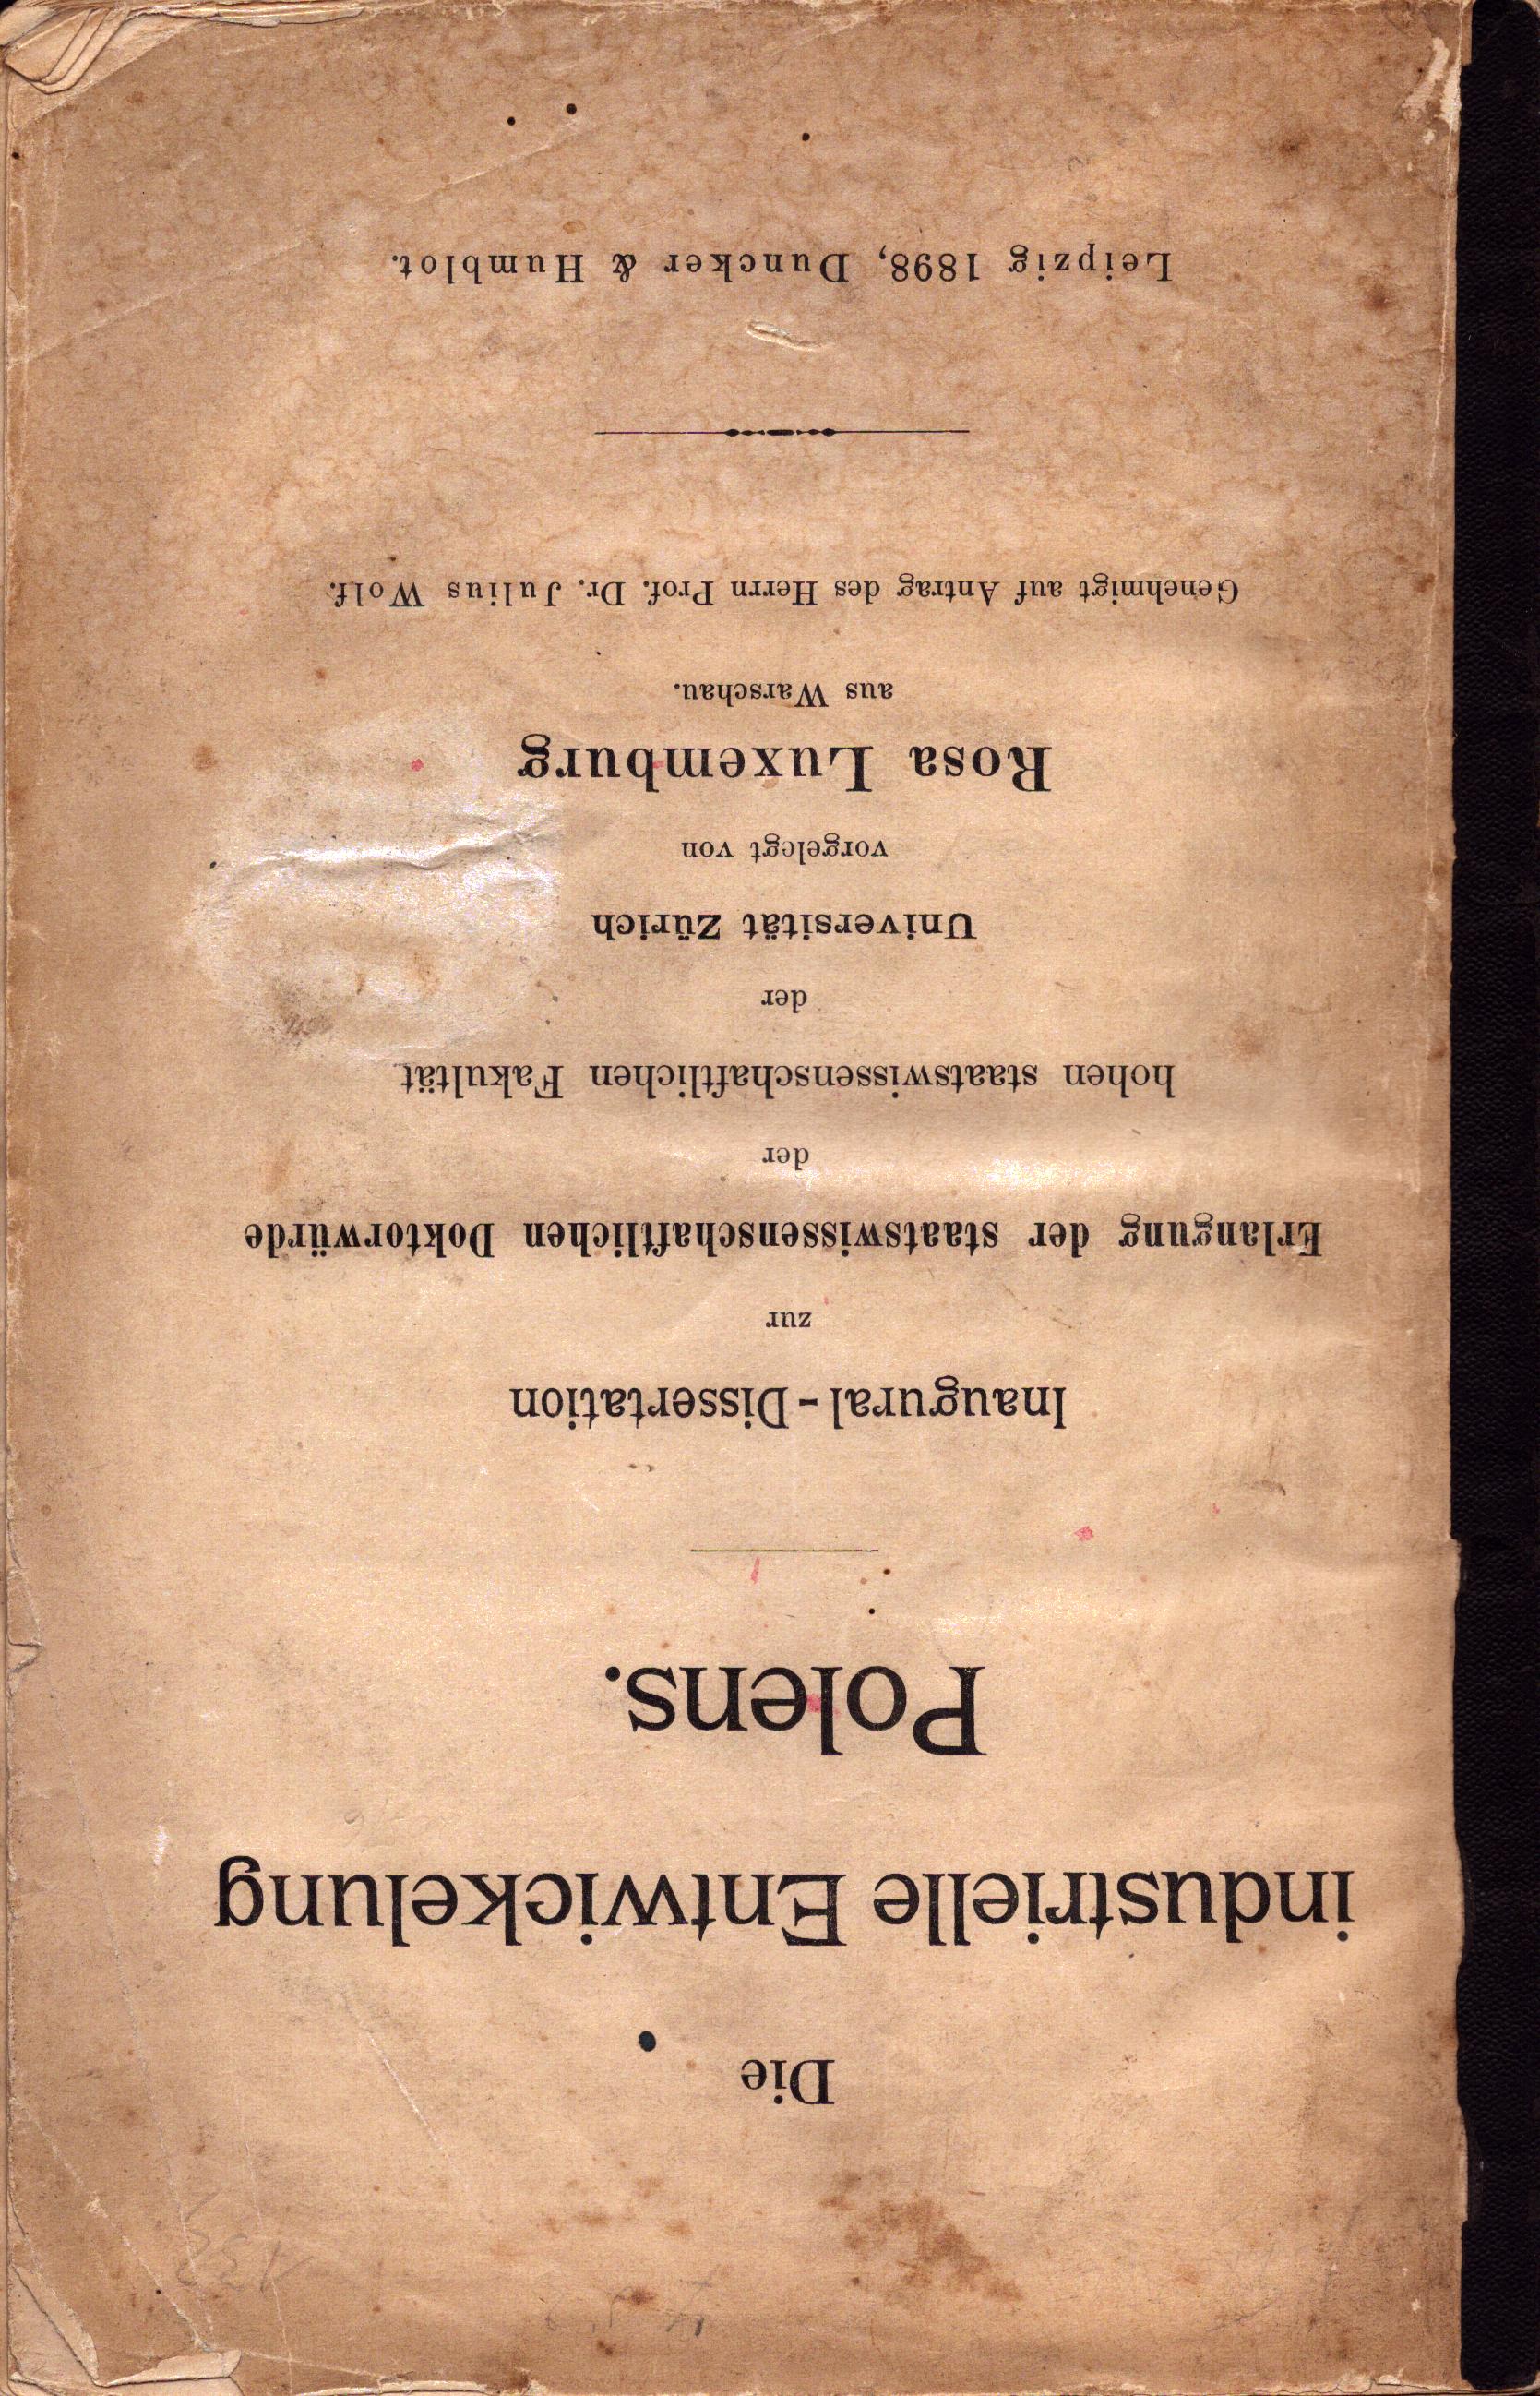 Die
industrielle Entwickelung
Polens.
Inaugural-Dissertation
zur
Erlangung der staatswissenschaftlichen Doktorwürde
der
hohen staatswissenschaftlichen Fakultät
der
Universität Zürich
vorgelegt von
Rosa Luxemburg
aus Warschau.
Genehmigt auf Antrag des Herrn Prof. Dr. Julius Wolf.
Leipzig 1898, Duncker & Humblot.